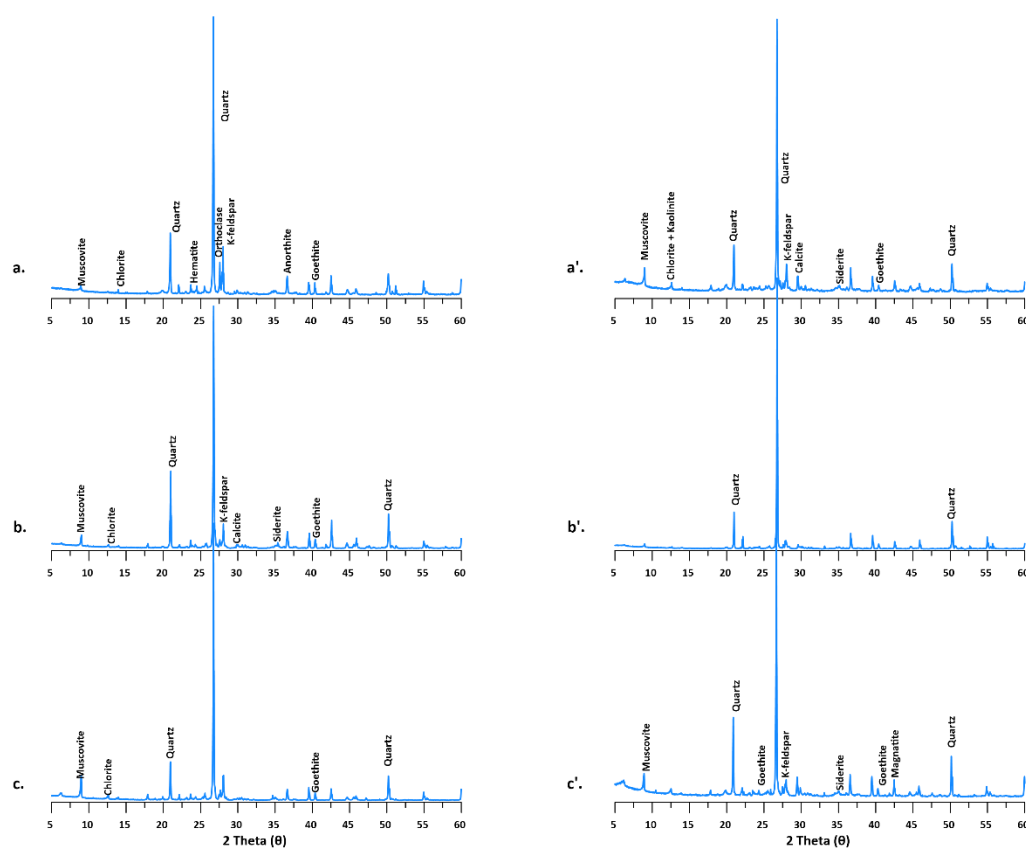 a.
Muscovite
Chlorite
Quartz
Hematite
Quartz
Orthoclase
K-feldspar
Anorthite
Goethite
5 10 15 20 25 30 35 40 45 50 55 60
a'.
Muscovite
Chlorite + Kaolinite
Quartz
Quartz
K-feldspar
Calcite
Siderite
Goethite
Quartz
5 10 15 20 25 30 35 40 45 50 55 60
b.
Muscovite
Chlorite
Quartz
K-feldspar
Calcite
Siderite
Goethite
Quartz
5 10 15 20 25 30 35 40 45 50 55 60
b'.
Quartz
Quartz
5 10 15 20 25 30 35 40 45 50 55 60
c.
Muscovite
Chlorite
Quartz
Goethite
Quartz
5 10 15 20 25 30 35 40 45 50 55 60
2 Theta (θ)
c'.
Muscovite
Quartz
Goethite
K-feldspar
Siderite
Goethite
Magnatite
Quartz
5 10 15 20 25 30 35 40 45 50 55 60
2 Theta (θ)